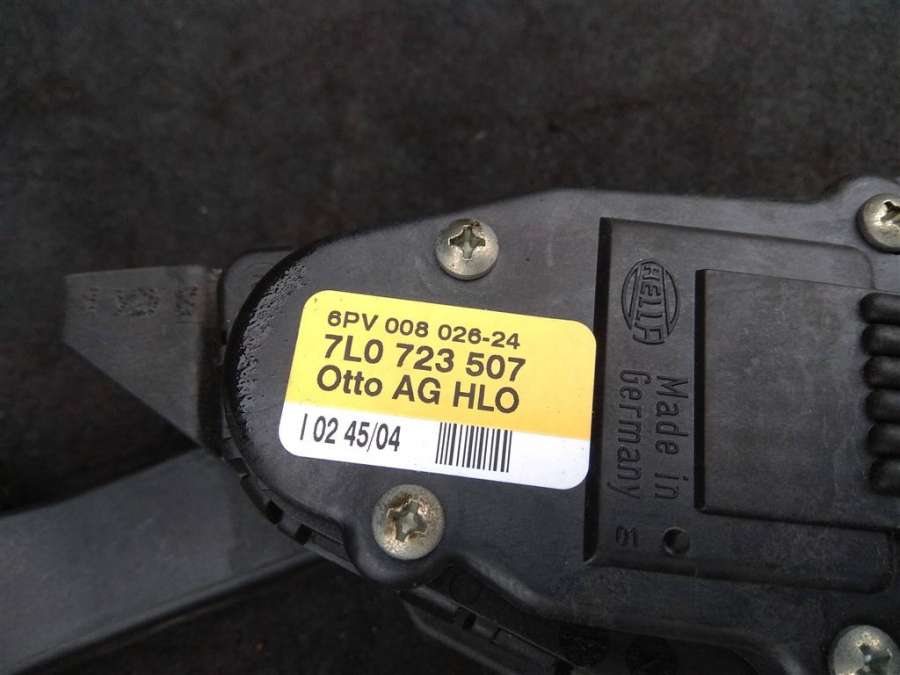 6PV 008 026-24
7L0 723 507
Otto AG HLO
I 02 45/04
HELLA
Made in
Germany